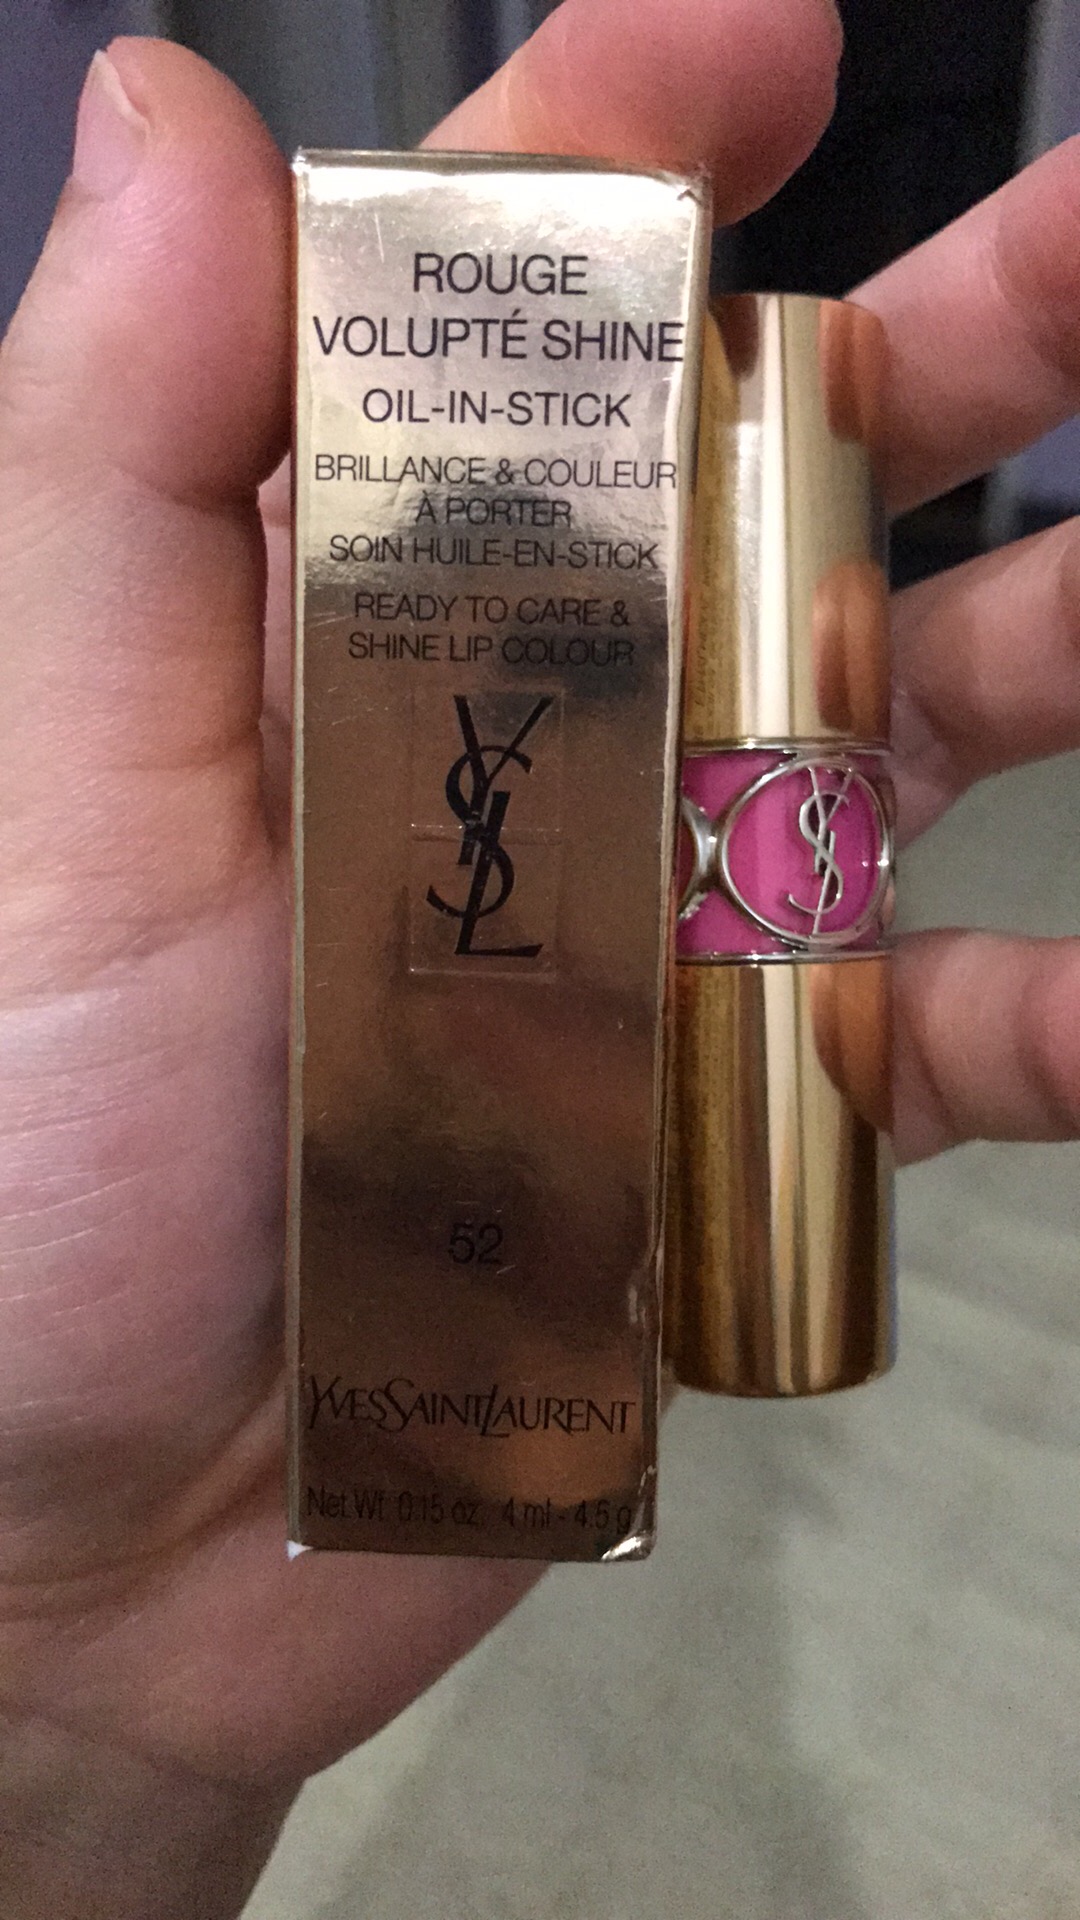 ROUGE
VOLUPTÉ SHINE
OIL-IN-STICK
BRILLANCE & COULEUR
À PORTER
SOIN HUILE-EN-STICK
READY TO CARE &
SHINE LIP COLOUR
YSL
YSL
52
YVESSAINTLAURENT
Net Wt. 0.15 oz. 4 ml - 4.5 g